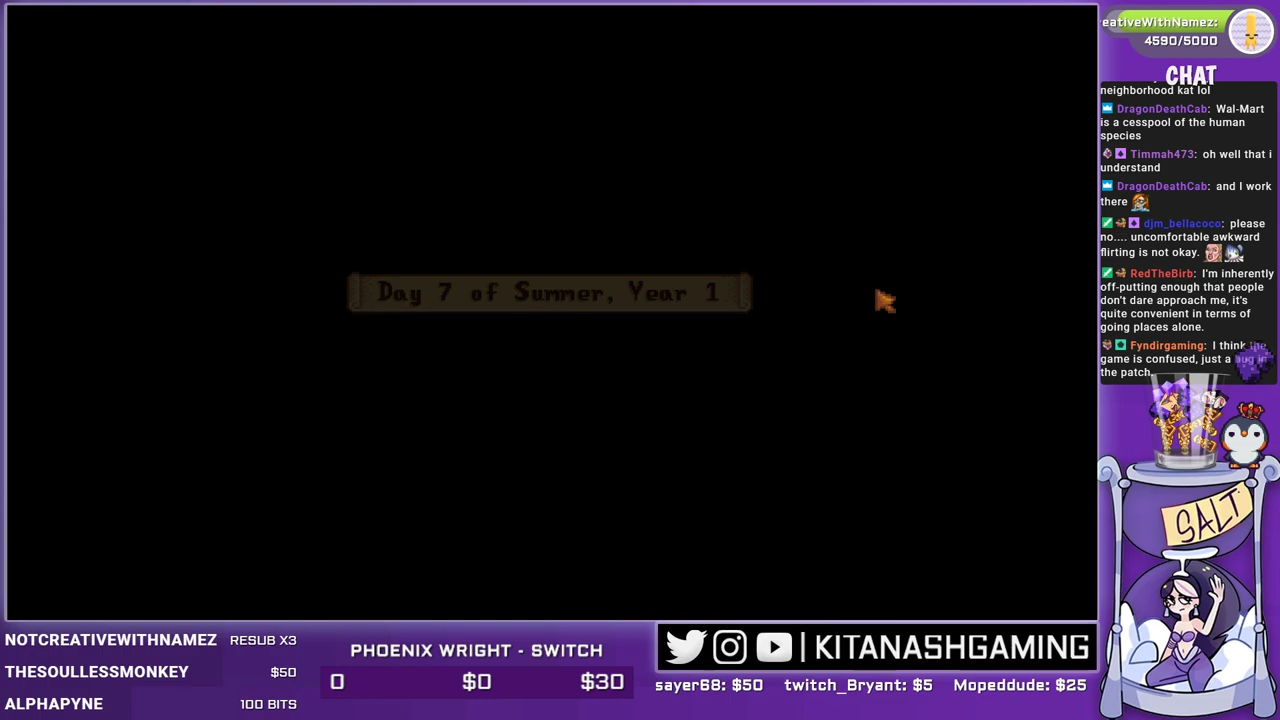 Day 7 of Summer, Year 1
eativeWithNamez:
4590/5000
CHAT
neighborhood kat lol
DragonDeathCab: Wal-Mart
is a cesspool of the human
species
Timmah473: oh well that i
understand
DragonDeathCab: and I work
there
djm_bellacoco: please
no.... uncomfortable awkward
flirting is not okay.
RedTheBirb: I'm inherently
off-putting enough that people
don't dare approach me, it's
quite convenient in terms of
going places alone.
Fyndirgaming: I think the
game is confused, just a bug in
the patch.
SALT
NOTCREATIVEWITHNAMEZ RESUB X3
THESOULLESSMONKEY $50
ALPHAPYNE 100 BITS
PHOENIX WRIGHT - SWITCH
0 $0 $30
| KITANASHGAMING
sayer68: $50 twitch_Bryant: $5 Mopeddude: $25